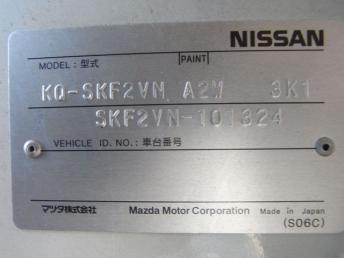 NISSAN
MODEL: 型式 PAINT
KQ-SKF2VN A2W 3K1
SKF2VN-101324
VEHICLE ID. NO.: 車台番号
マツダ株式会社 Mazda Motor Corporation Made in Japan
(S06C)